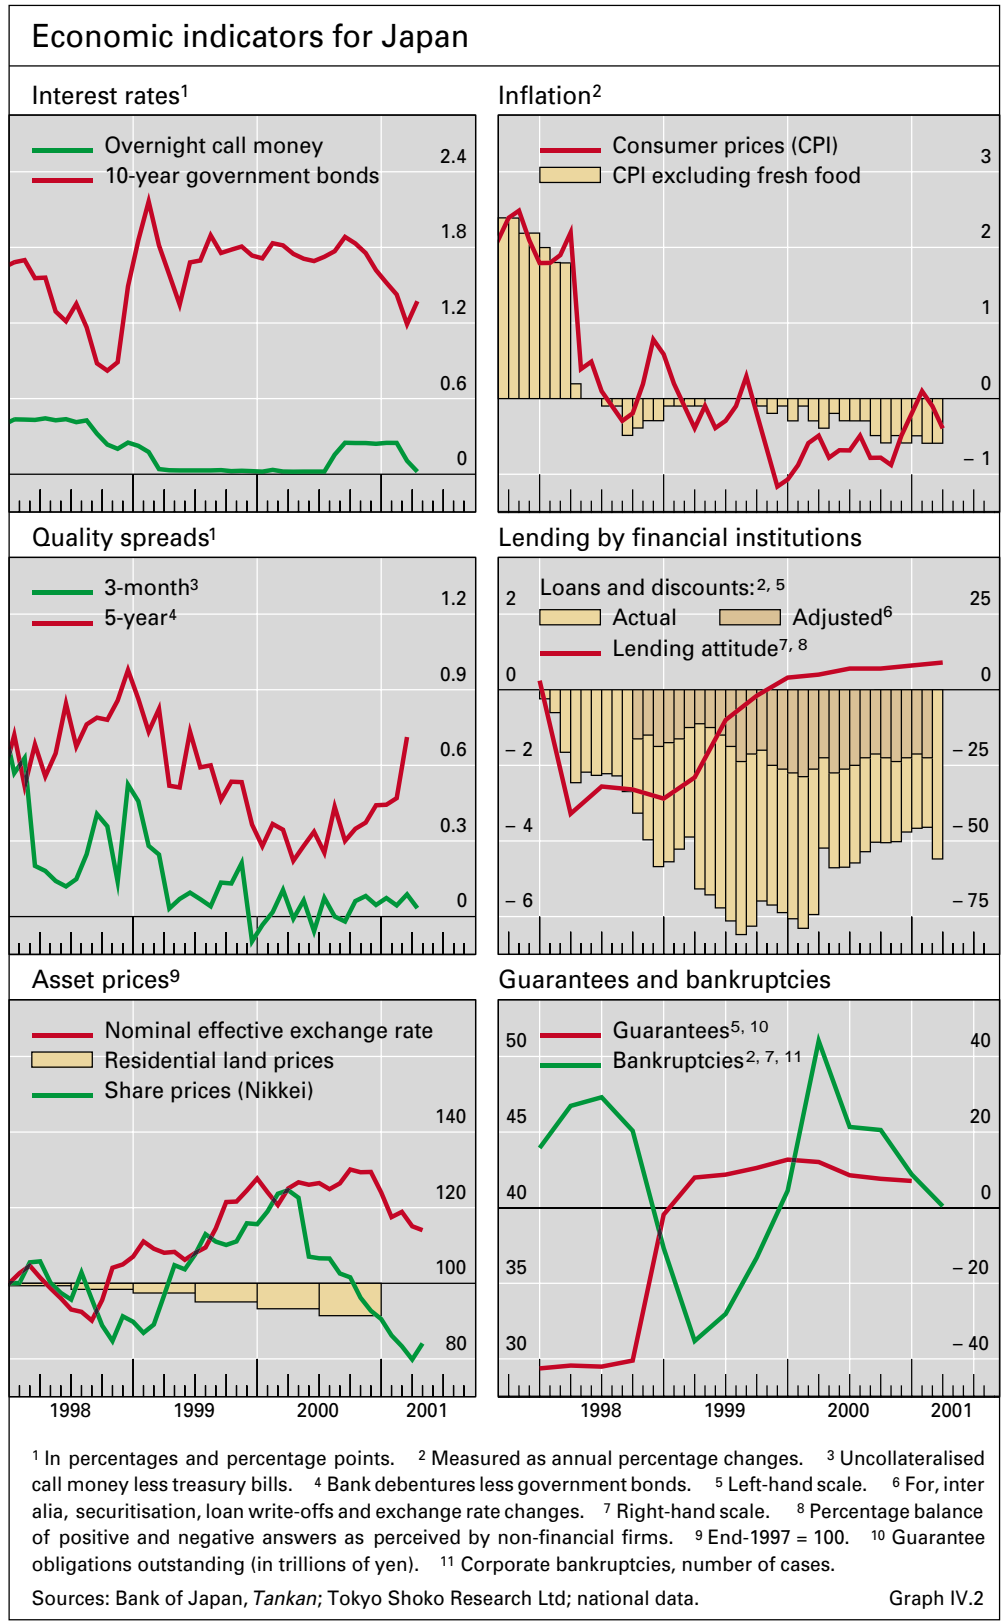 Economic indicators for Japan
Interest rates¹
Overnight call money
10-year government bonds
2.4
1.8
1.2
0.6
0
Inflation²
Consumer prices (CPI)
CPI excluding fresh food
3
2
1
0
– 1
Quality spreads¹
3-month³
5-year⁴
1.2
0.9
0.6
0.3
0
Lending by financial institutions
Loans and discounts:²˒ ⁵
Actual
Adjusted⁶
Lending attitude⁷˒ ⁸
2
0
– 2
– 4
– 6
25
0
– 25
– 50
– 75
Asset prices⁹
Nominal effective exchange rate
Residential land prices
Share prices (Nikkei)
140
120
100
80
1998
1999
2000
2001
Guarantees and bankruptcies
Guarantees⁵˒ ¹⁰
Bankruptcies²˒ ⁷˒ ¹¹
50
45
40
35
30
40
20
0
– 20
– 40
1998
1999
2000
2001
¹ In percentages and percentage points. ² Measured as annual percentage changes. ³ Uncollateralised
call money less treasury bills. ⁴ Bank debentures less government bonds. ⁵ Left-hand scale. ⁶ For, inter
alia, securitisation, loan write-offs and exchange rate changes. ⁷ Right-hand scale. ⁸ Percentage balance
of positive and negative answers as perceived by non-financial firms. ⁹ End-1997 = 100. ¹⁰ Guarantee
obligations outstanding (in trillions of yen). ¹¹ Corporate bankruptcies, number of cases.
Sources: Bank of Japan, Tankan; Tokyo Shoko Research Ltd; national data. Graph IV.2